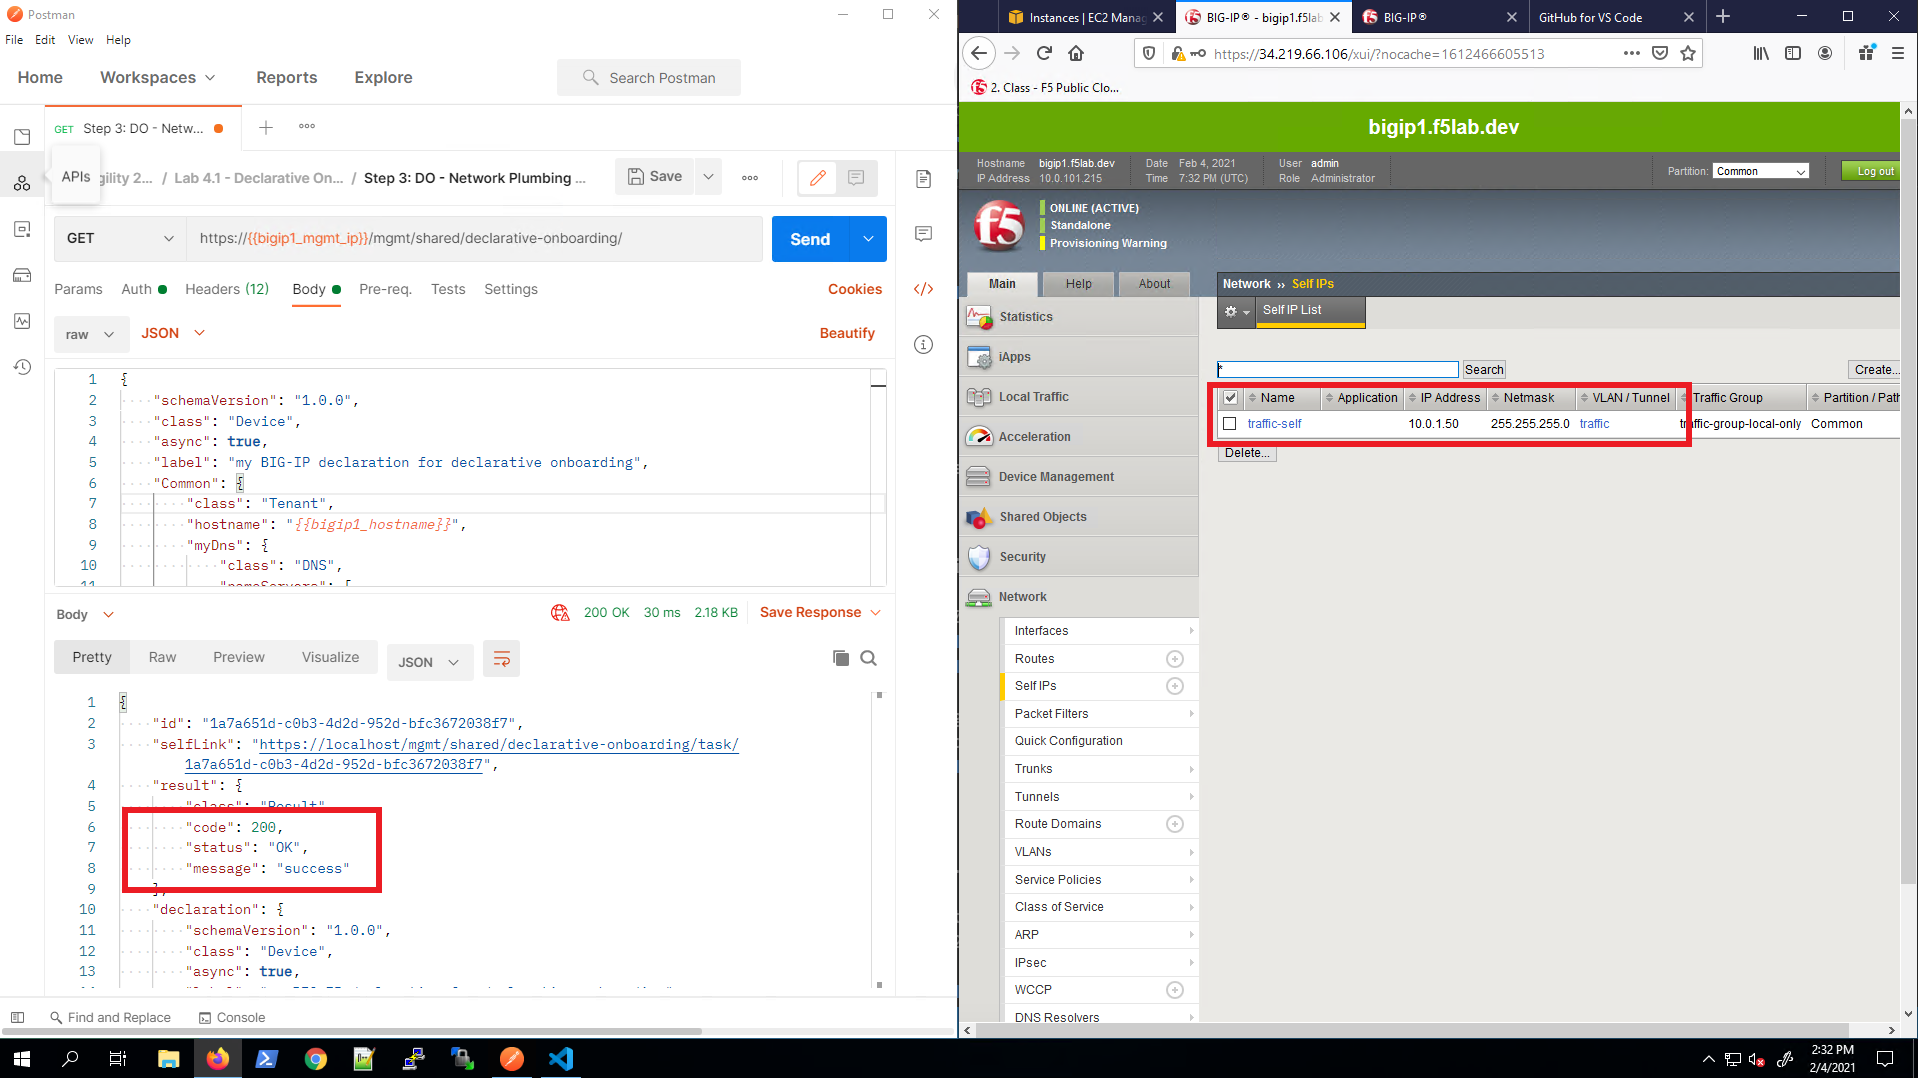 Postman
File Edit View Help
Home Workspaces Reports Explore Search Postman
GET Step 3: DO - Netw...
APIs
gility 2... / Lab 4.1 - Declarative On... / Step 3: DO - Network Plumbing ... Save
GET https://{{bigip1_mgmt_ip}}/mgmt/shared/declarative-onboarding/ Send
Params Auth Headers (12) Body Pre-req. Tests Settings Cookies
raw JSON Beautify
1 {
2 "schemaVersion": "1.0.0",
3 "class": "Device",
4 "async": true,
5 "label": "my BIG-IP declaration for declarative onboarding",
6 "Common": {
7 "class": "Tenant",
8 "hostname": "{{bigip1_hostname}}",
9 "myDns": {
10 "class": "DNS",
11 "nameServers": [
Body 200 OK 30 ms 2.18 KB Save Response
Pretty Raw Preview Visualize JSON
1 {
2 "id": "1a7a651d-c0b3-4d2d-952d-bfc3672038f7",
3 "selfLink": "https://localhost/mgmt/shared/declarative-onboarding/task/
1a7a651d-c0b3-4d2d-952d-bfc3672038f7",
4 "result": {
5 "class": "Result",
6 "code": 200,
7 "status": "OK",
8 "message": "success"
9 },
10 "declaration": {
11 "schemaVersion": "1.0.0",
12 "class": "Device",
13 "async": true,
Find and Replace Console
Instances | EC2 Manag BIG-IP® - bigip1.f5lab BIG-IP® GitHub for VS Code
https://34.219.66.106/xui/?nocache=1612466605513
2. Class - F5 Public Clo...
bigip1.f5lab.dev
Hostname bigip1.f5lab.dev Date Feb 4, 2021 User admin
IP Address 10.0.101.215 Time 7:32 PM (UTC) Role Administrator
Partition: Common Log out
f5
ONLINE (ACTIVE)
Standalone
Provisioning Warning
Main Help About
Network ›› Self IPs
Self IP List
Statistics
iApps
Local Traffic
Acceleration
Device Management
Shared Objects
Security
Network
Interfaces
Routes
Self IPs
Packet Filters
Quick Configuration
Trunks
Tunnels
Route Domains
VLANs
Service Policies
Class of Service
ARP
IPsec
WCCP
DNS Resolvers
* Search Create...
Name Application IP Address Netmask VLAN / Tunnel Traffic Group Partition / Path
traffic-self 10.0.1.50 255.255.255.0 traffic traffic-group-local-only Common
Delete...
2:32 PM
2/4/2021